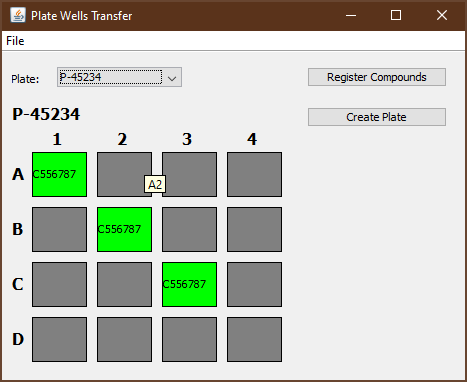 Plate Wells Transfer
File
Plate: P-45234
Register Compounds
P-45234
Create Plate
1 2 3 4
A C556787
A2
B C556787
C C556787
D